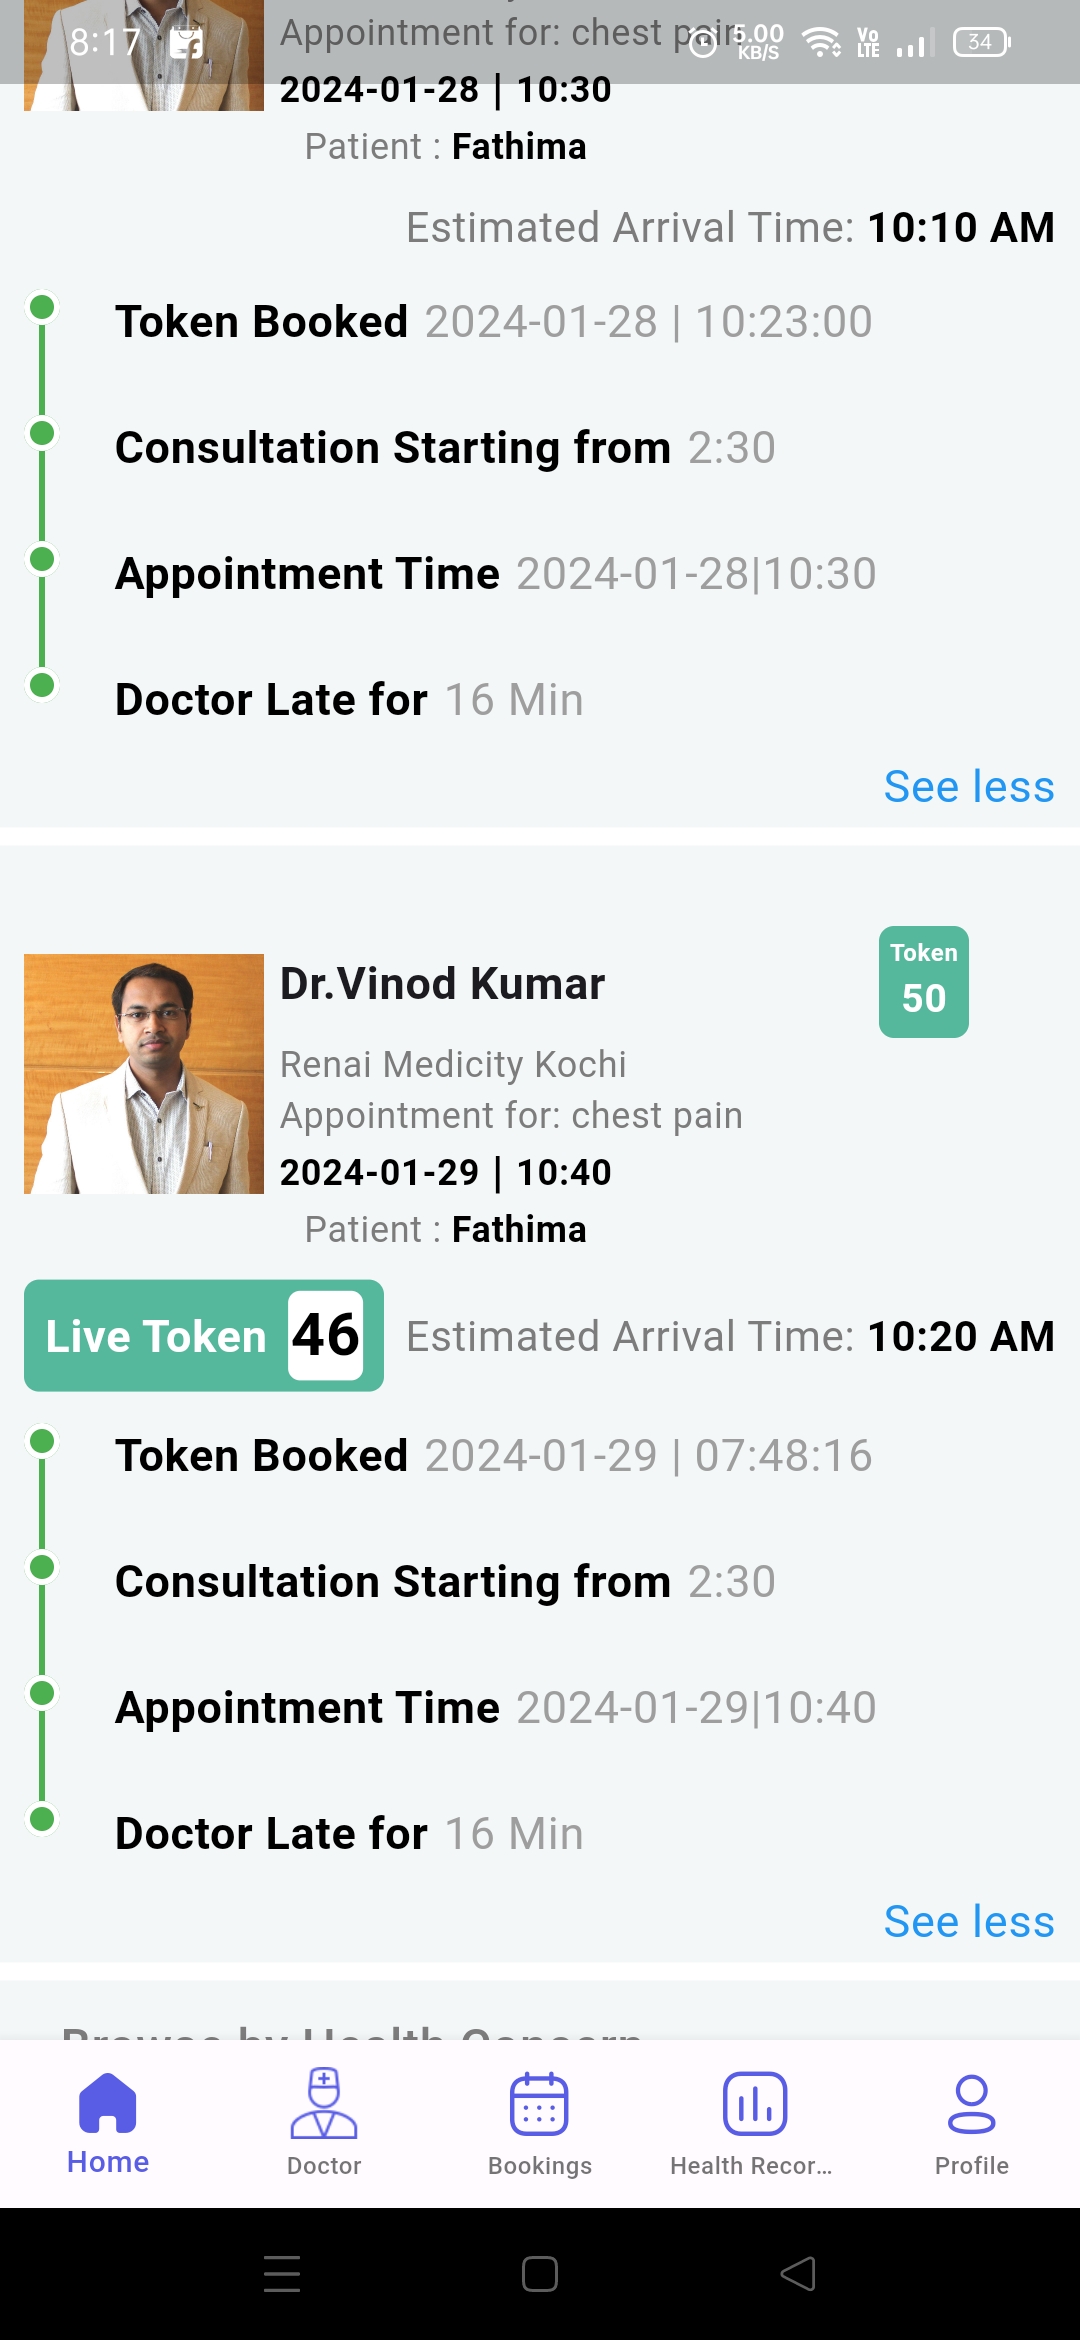 8:17
5.00 KB/S
Vo LTE
34
Appointment for: chest pain
2024-01-28 | 10:30
Patient : Fathima
Estimated Arrival Time: 10:10 AM
Token Booked 2024-01-28 | 10:23:00
Consultation Starting from 2:30
Appointment Time 2024-01-28|10:30
Doctor Late for 16 Min
See less
Dr.Vinod Kumar
Token
50
Renai Medicity Kochi
Appointment for: chest pain
2024-01-29 | 10:40
Patient : Fathima
Live Token 46 Estimated Arrival Time: 10:20 AM
Token Booked 2024-01-29 | 07:48:16
Consultation Starting from 2:30
Appointment Time 2024-01-29|10:40
Doctor Late for 16 Min
See less
Browse by Health Concern
Home
Doctor
Bookings
Health Recor...
Profile